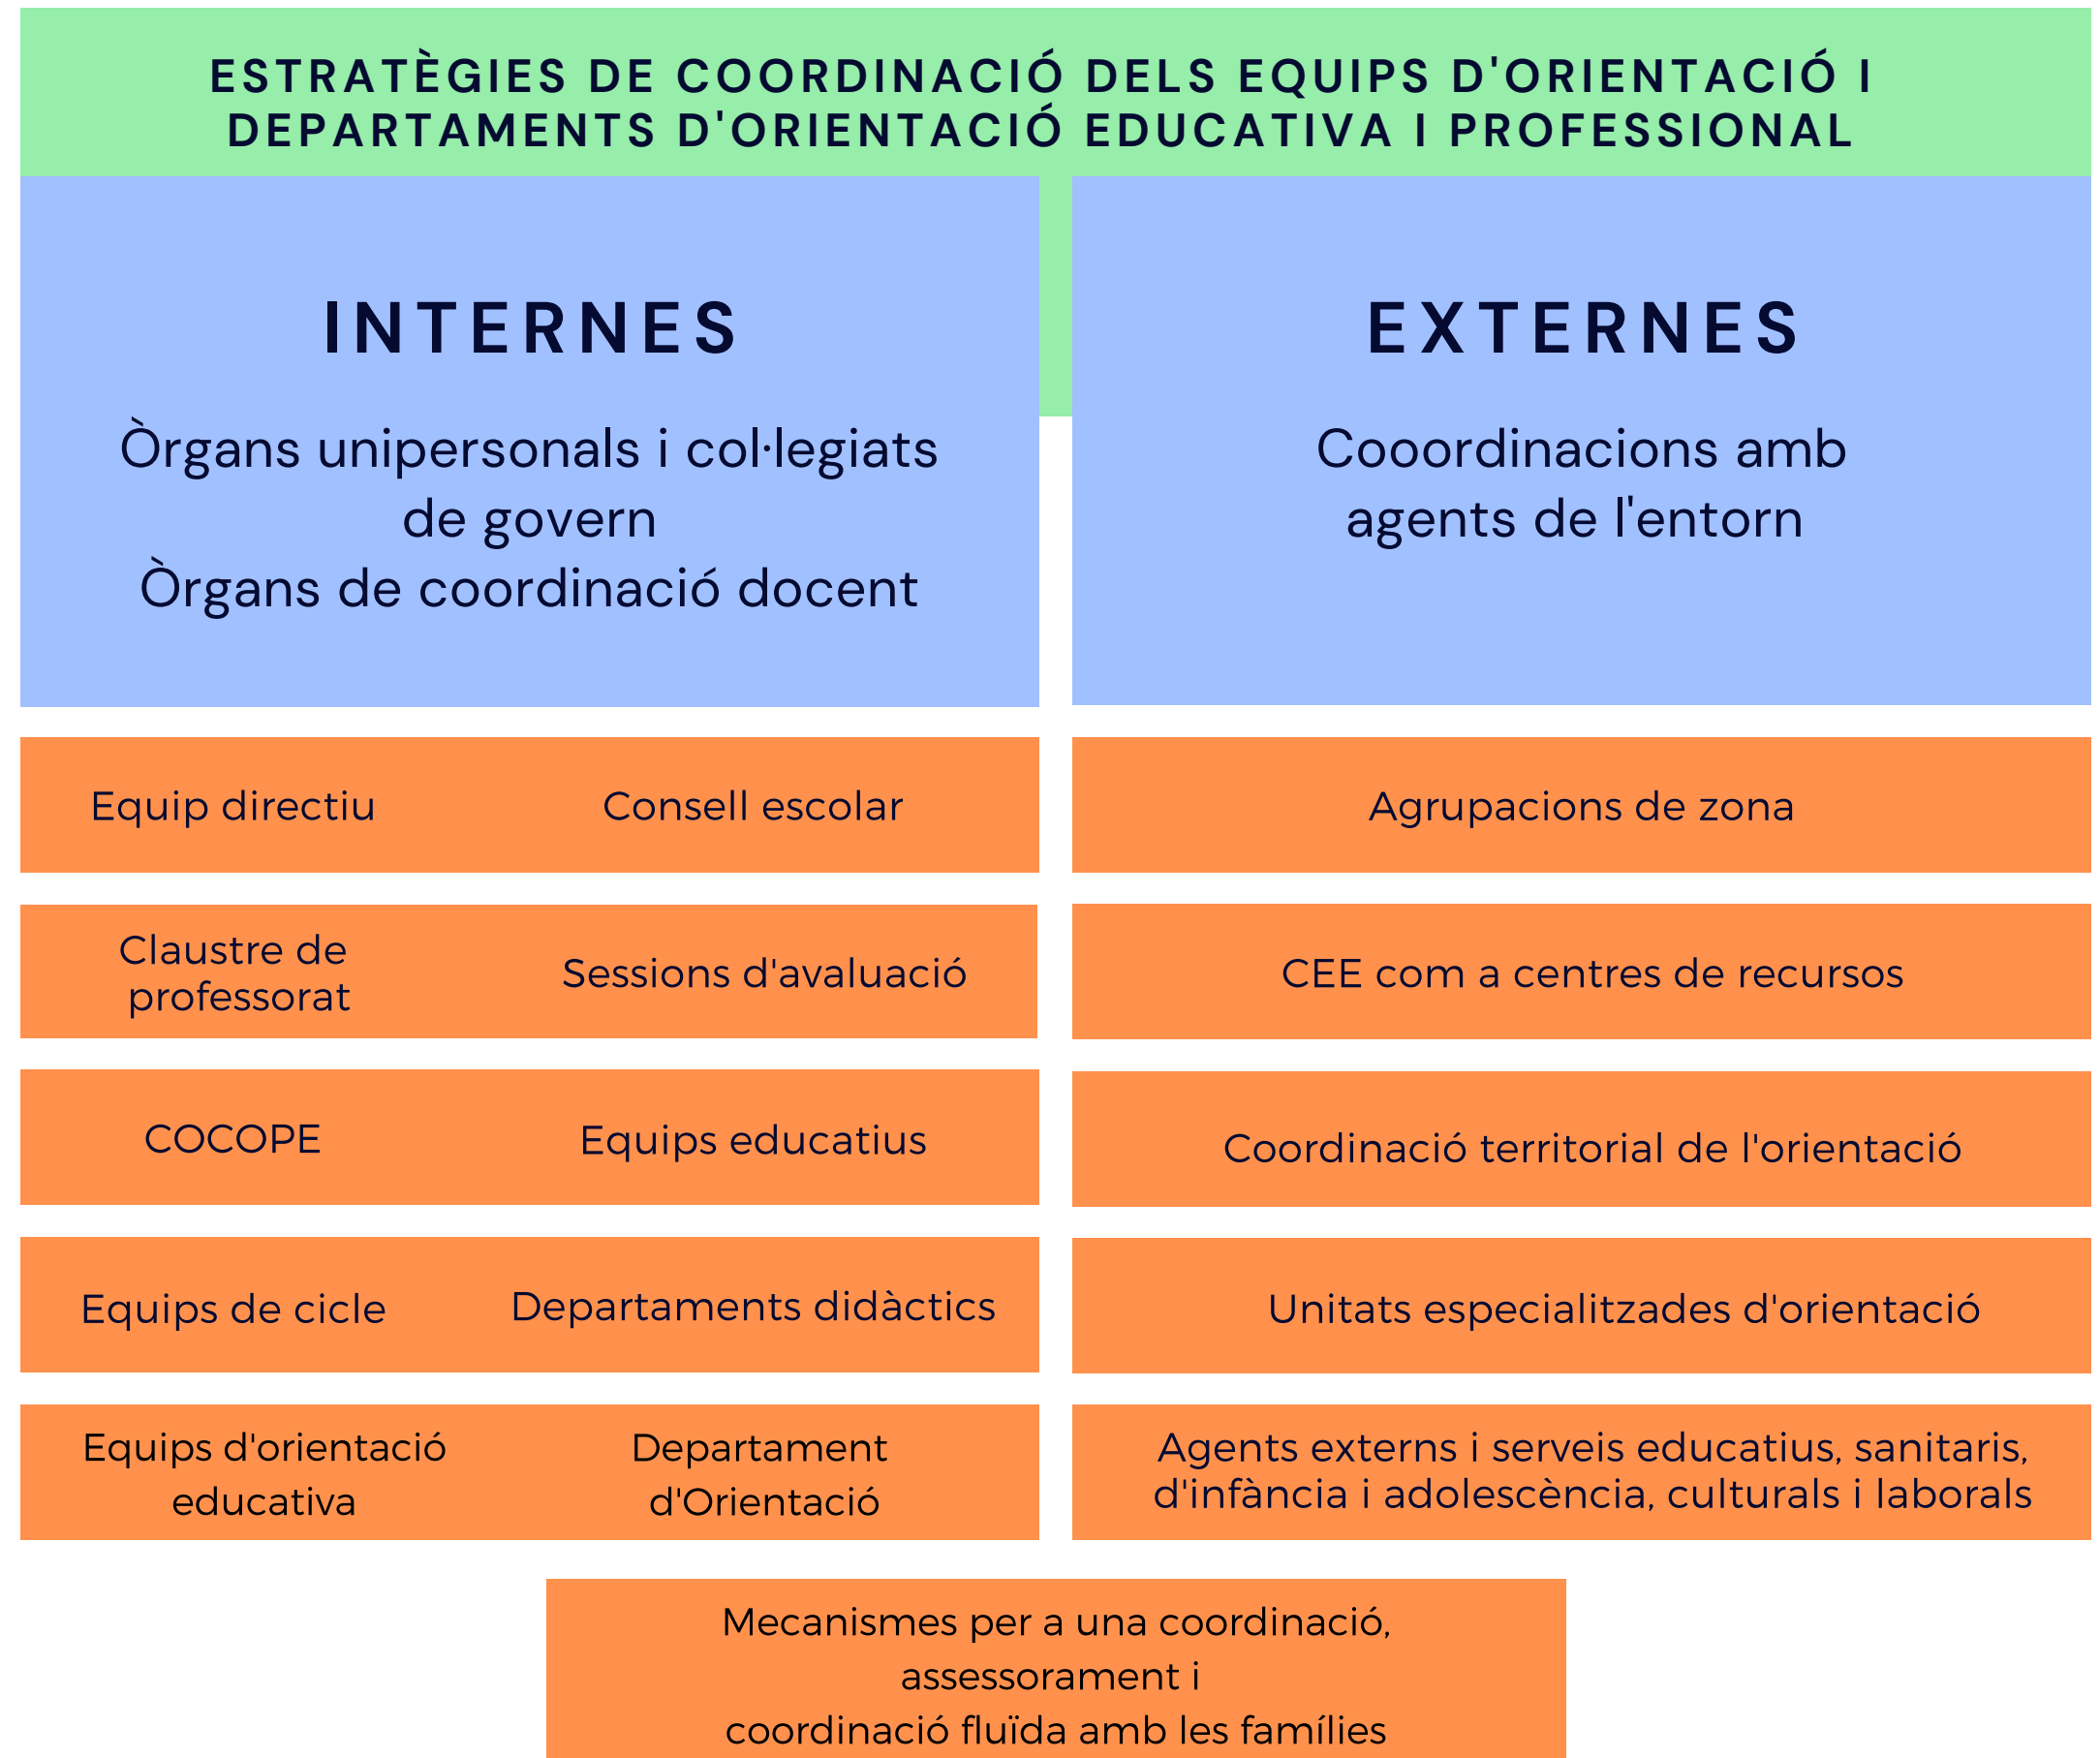 ESTRATÈGIES DE COORDINACIÓ DELS EQUIPS D'ORIENTACIÓ I
DEPARTAMENTS D'ORIENTACIÓ EDUCATIVA I PROFESSIONAL
INTERNES
Òrgans unipersonals i col·legiats
de govern
Òrgans de coordinació docent
EXTERNES
Cooordinacions amb
agents de l'entorn
Equip directiu
Consell escolar
Agrupacions de zona
Claustre de
professorat
Sessions d'avaluació
CEE com a centres de recursos
COCOPE
Equips educatius
Coordinació territorial de l'orientació
Equips de cicle
Departaments didàctics
Unitats especialitzades d'orientació
Equips d'orientació
educativa
Departament
d'Orientació
Agents externs i serveis educatius, sanitaris,
d'infància i adolescència, culturals i laborals
Mecanismes per a una coordinació,
assessorament i
coordinació fluïda amb les famílies